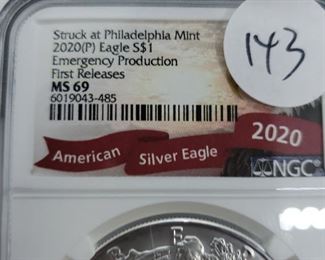 Struck at Philadelphia Mint
2020(P) Eagle S$1
Emergency Production
First Releases
MS 69
6019043-485
143
American Silver Eagle 2020
NGC
E